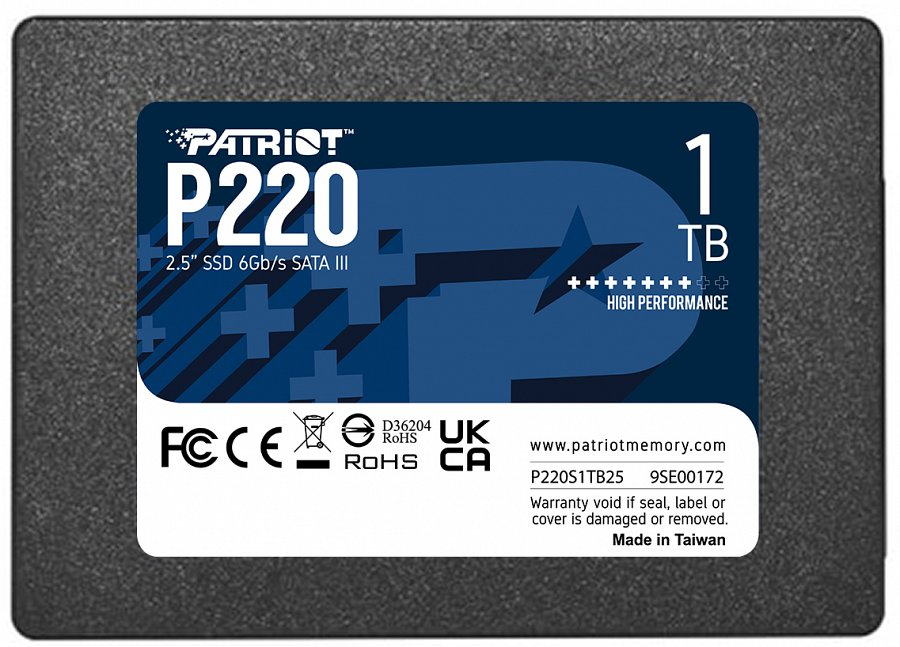 PATRIOT™
P220
2.5" SSD 6Gb/s SATA III
1
TB
HIGH PERFORMANCE
FC CE
D36204
RoHS
RoHS
UK
CA
www.patriotmemory.com
P220S1TB25 9SE00172
Warranty void if seal, label or
cover is damaged or removed.
Made in Taiwan